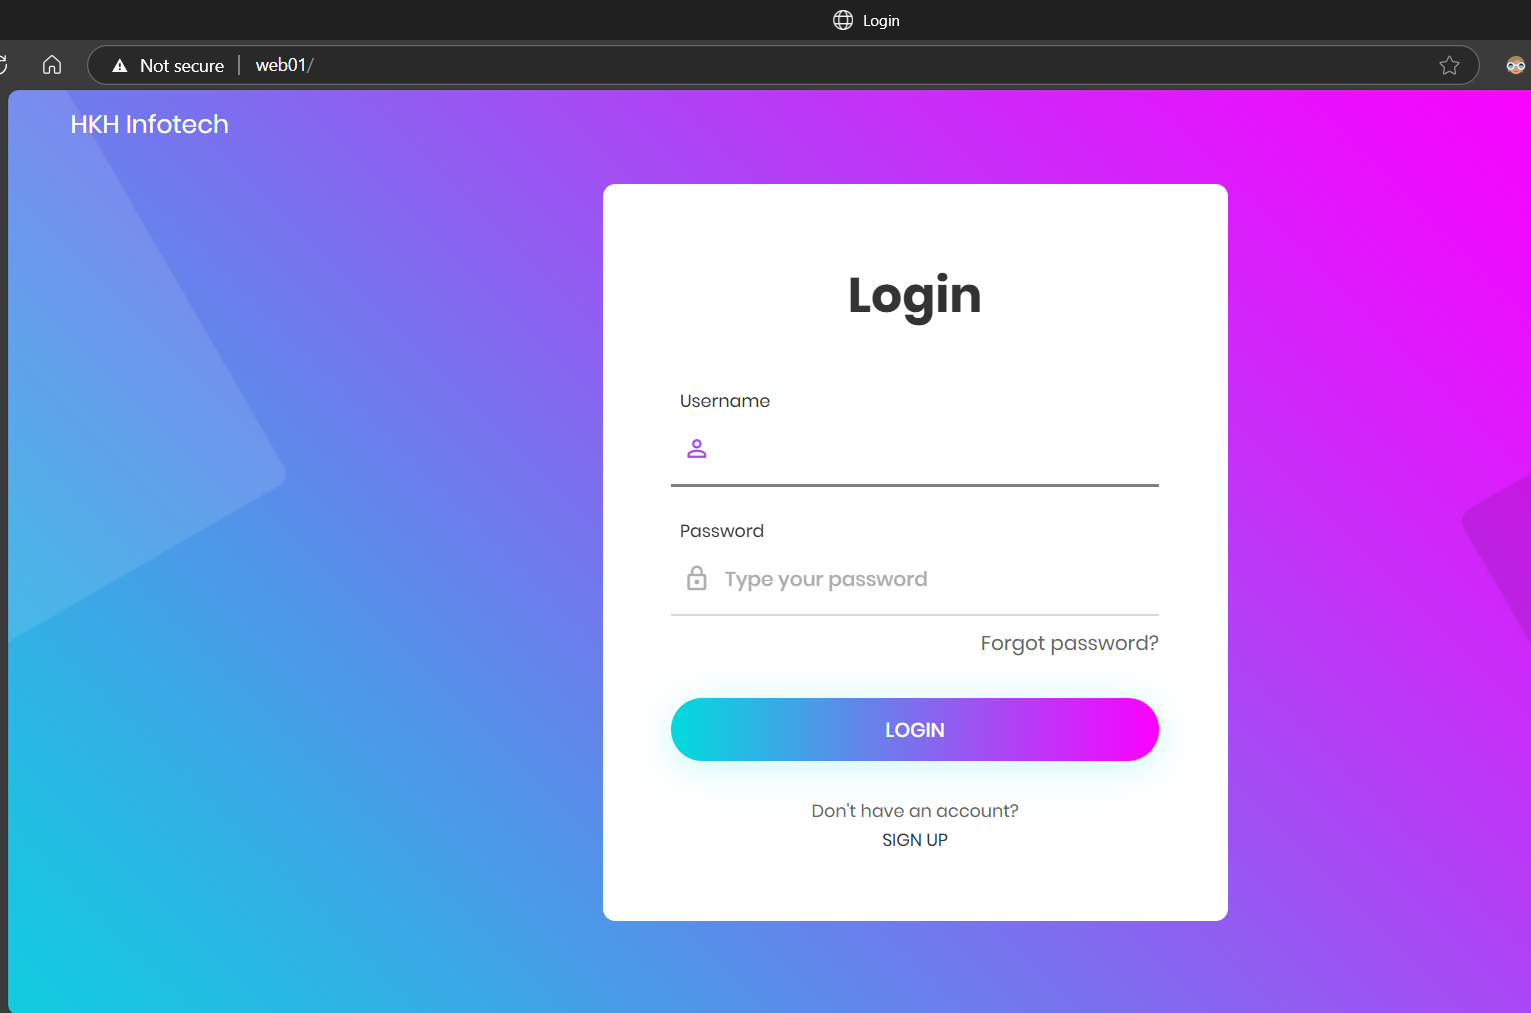 Login
Not secure | web01/
HKH Infotech
Login
Username
Password
Type your password
Forgot password?
LOGIN
Don't have an account?
SIGN UP